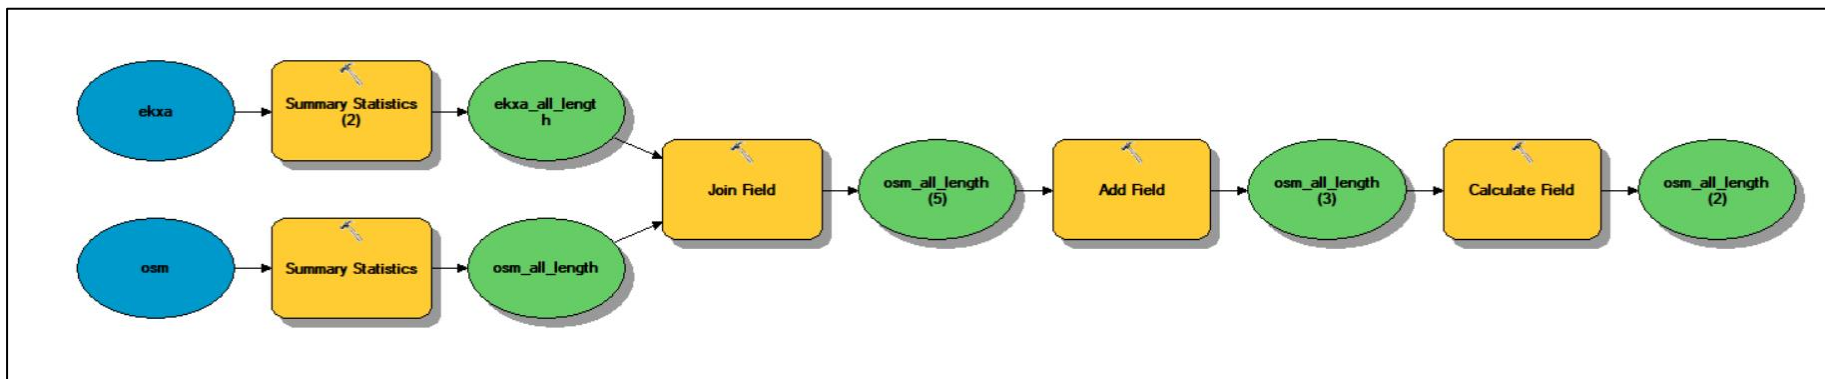 ekxa
Summary Statistics
(2)
ekxa_all_lengt
h
Join Field
osm_all_length
(5)
Add Field
osm_all_length
(3)
Calculate Field
osm_all_length
(2)
osm
Summary Statistics
osm_all_length